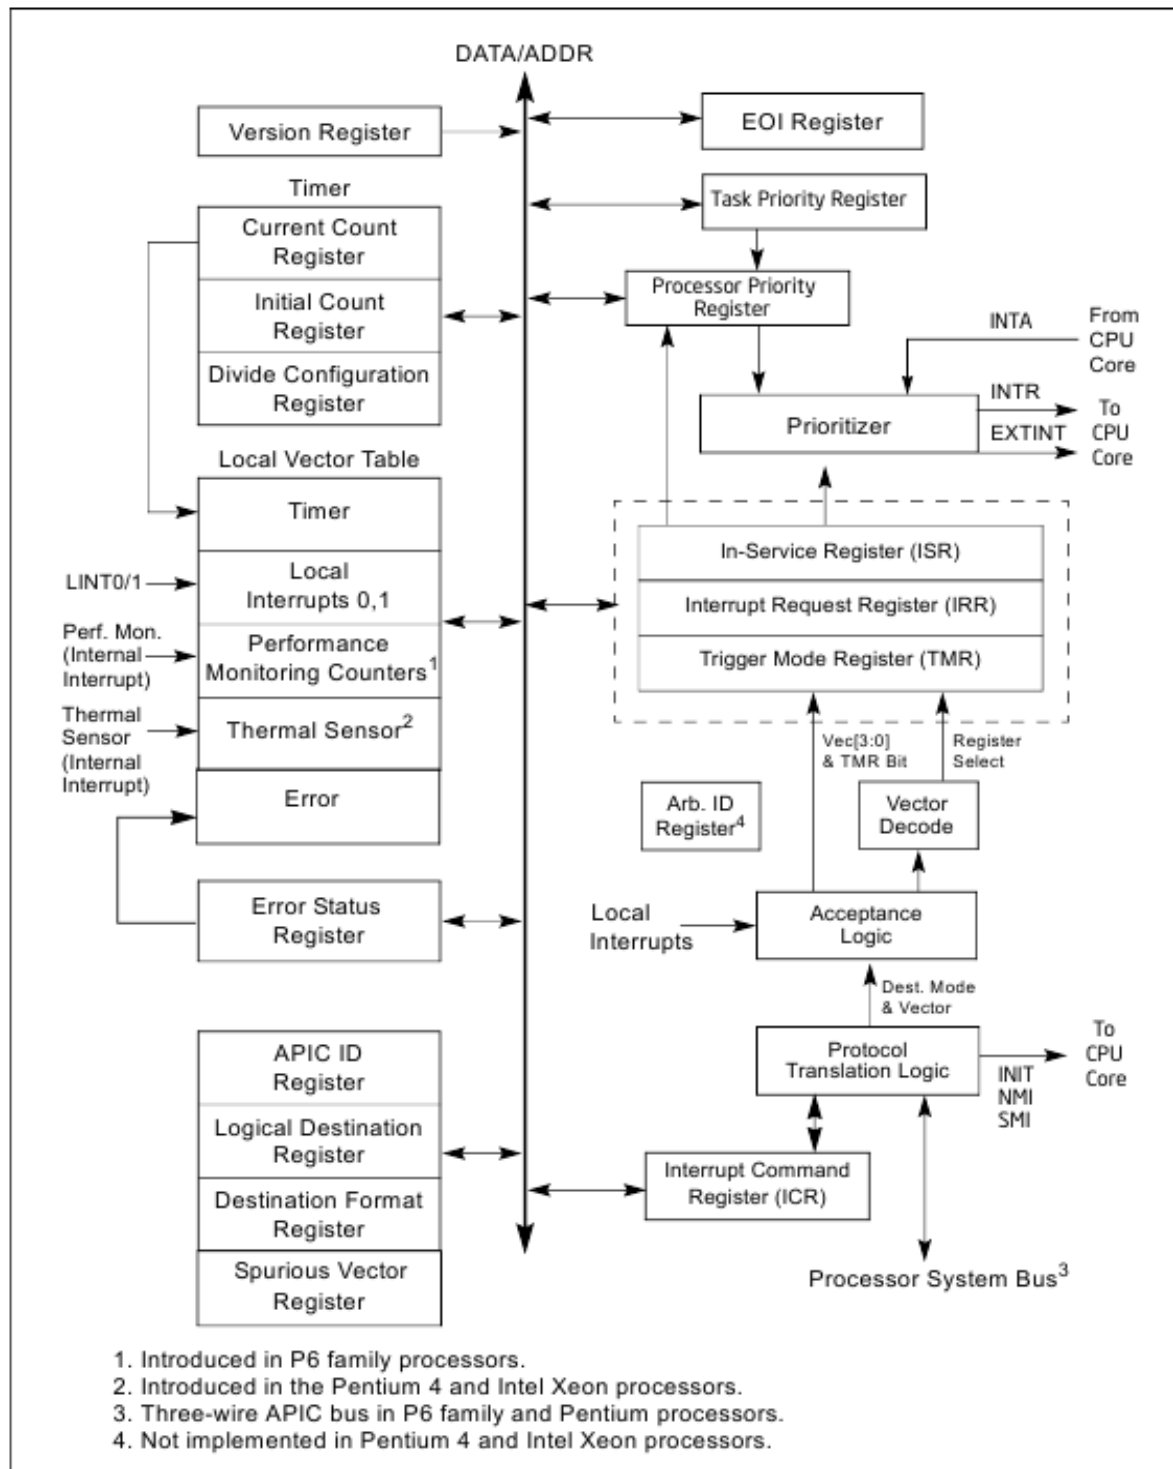 DATA/ADDR
Version Register
EOI Register
Timer
Task Priority Register
Current Count
Register
Initial Count
Register
Divide Configuration
Register
Processor Priority
Register
INTA
From
CPU
Core
Prioritizer
INTR
EXTINT
To
CPU
Core
Local Vector Table
Timer
Local
Interrupts 0,1
Performance
Monitoring Counters1
Thermal Sensor2
Error
LINT0/1
Perf. Mon.
(Internal
Interrupt)
Thermal
Sensor
(Internal
Interrupt)
In-Service Register (ISR)
Interrupt Request Register (IRR)
Trigger Mode Register (TMR)
Vec[3:0]
& TMR Bit
Register
Select
Arb. ID
Register4
Vector
Decode
Error Status
Register
Local
Interrupts
Acceptance
Logic
Dest. Mode
& Vector
Protocol
Translation Logic
INIT
NMI
SMI
To
CPU
Core
APIC ID
Register
Logical Destination
Register
Destination Format
Register
Spurious Vector
Register
Interrupt Command
Register (ICR)
Processor System Bus3
1. Introduced in P6 family processors.
2. Introduced in the Pentium 4 and Intel Xeon processors.
3. Three-wire APIC bus in P6 family and Pentium processors.
4. Not implemented in Pentium 4 and Intel Xeon processors.